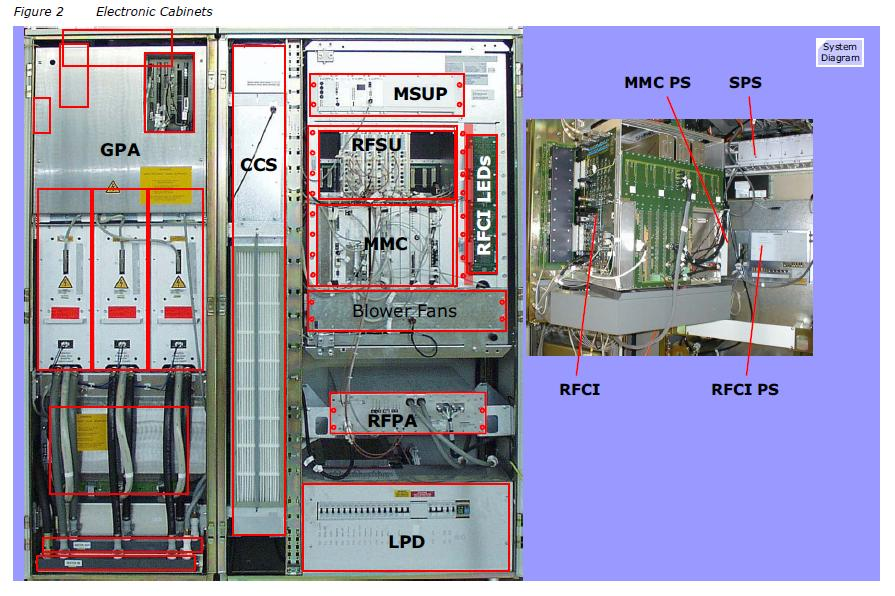 Figure 2 Electronic Cabinets
System
Diagram
MMC PS
SPS
MSUP
GPA
RFSU
CCS
RFCI LEDs
MMC
Blower Fans
RFCI
RFCI PS
RFPA
LPD